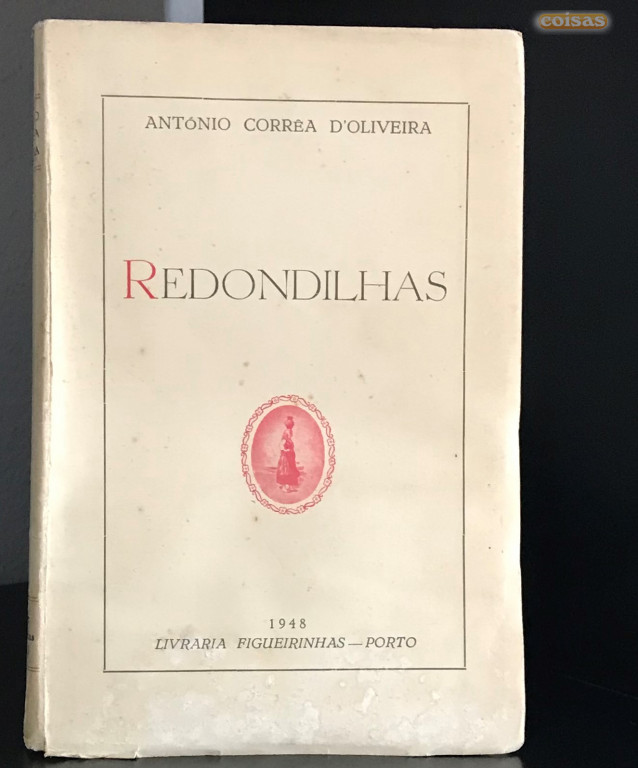 coisas
ANTÓNIO CORRÊA D'OLIVEIRA
REDONDILHAS
1948
LIVRARIA FIGUEIRINHAS — PORTO